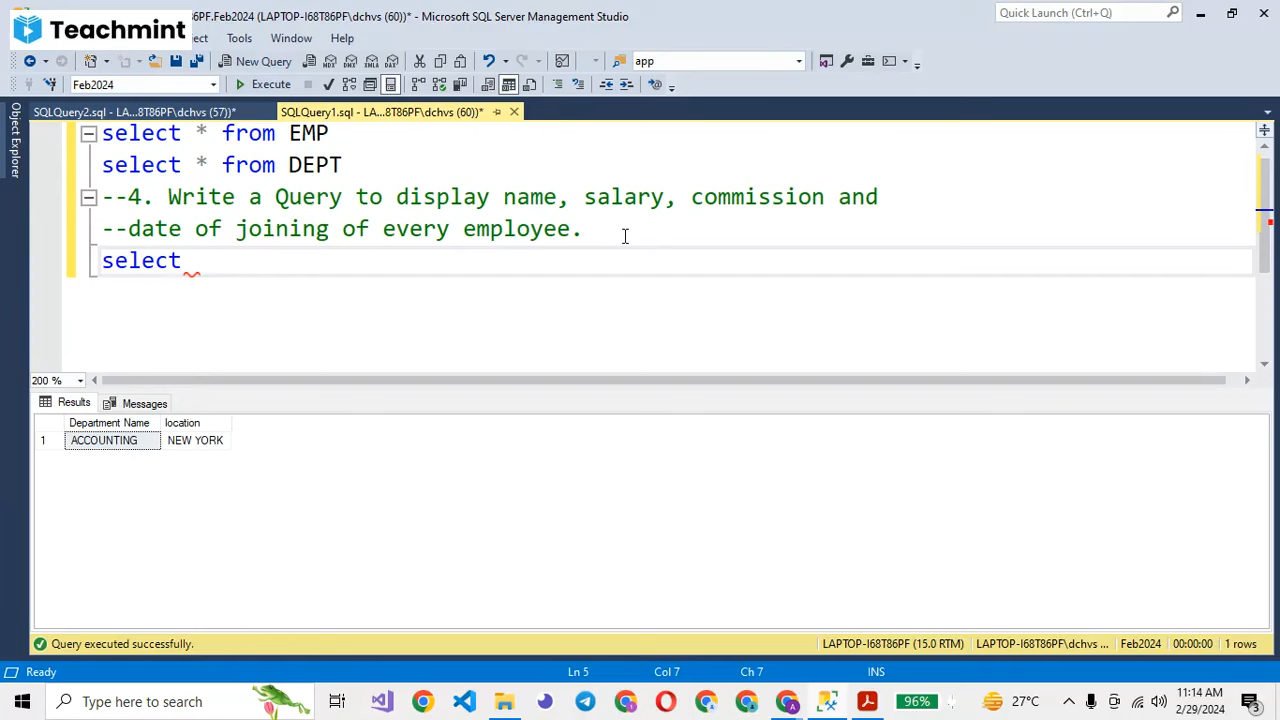 PF.Feb2024 (LAPTOP-I68T86PF\dchvs (60))* - Microsoft SQL Server Management Studio
Quick Launch (Ctrl+Q)
Teachmint
Tools Window Help
New Query
app
Feb2024
Execute
SQLQuery2.sql - LA...8T86PF\dchvs (57))*
SQLQuery1.sql - LA...8T86PF\dchvs (60))*
Object Explorer
select * from EMP
select * from DEPT
--4. Write a Query to display name, salary, commission and
--date of joining of every employee.
select
200 %
Results Messages
Department Name location
1 ACCOUNTING NEW YORK
Query executed successfully.
LAPTOP-I68T86PF (15.0 RTM) LAPTOP-I68T86PF\dchvs ... Feb2024 00:00:00 1 rows
Ready Ln 5 Col 7 Ch 7 INS
Type here to search
96%
27°C
11:14 AM
2/29/2024
3